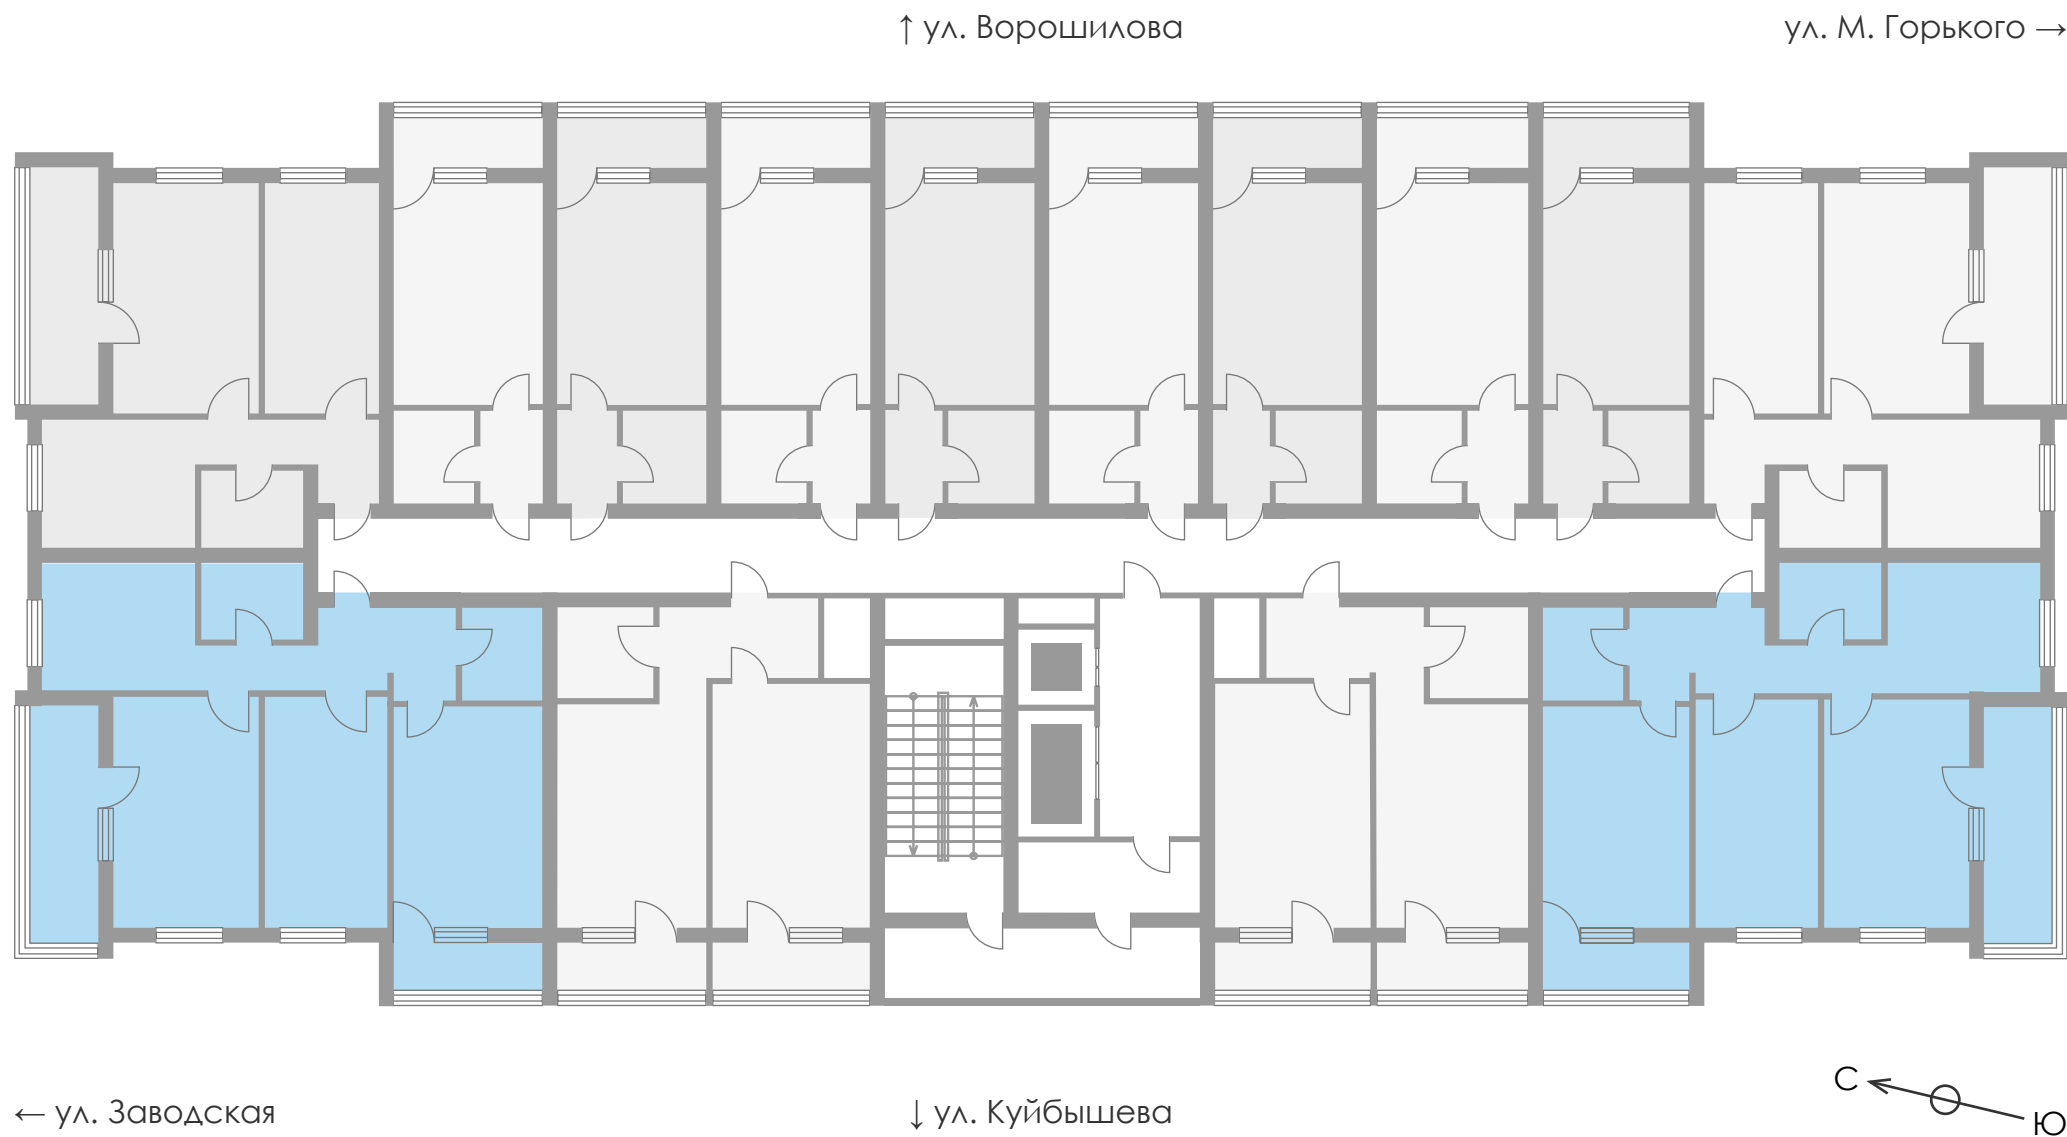 ↑ ул. Ворошилова
ул. М. Горького →
← ул. Заводская
↓ ул. Куйбышева
С
Ю